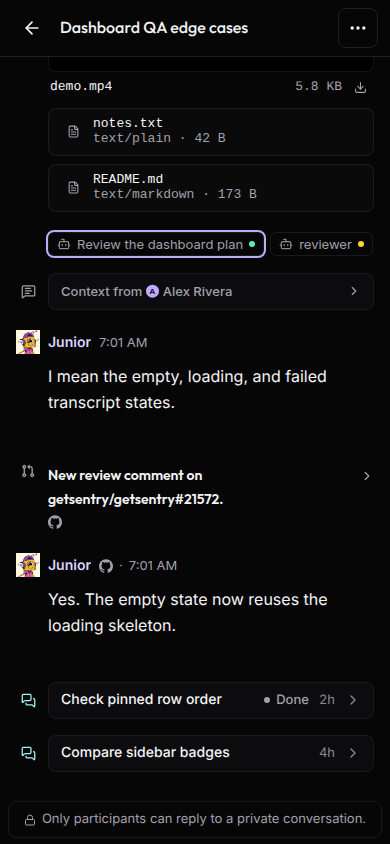 Dashboard QA edge cases
demo.mp4 5.8 KB
notes.txt
text/plain · 42 B
README.md
text/markdown · 173 B
Review the dashboard plan reviewer
Context from A Alex Rivera
Junior 7:01 AM
I mean the empty, loading, and failed
transcript states.
New review comment on
getsentry/getsentry#21572.
Junior · 7:01 AM
Yes. The empty state now reuses the
loading skeleton.
Check pinned row order Done 2h
Compare sidebar badges 4h
Only participants can reply to a private conversation.